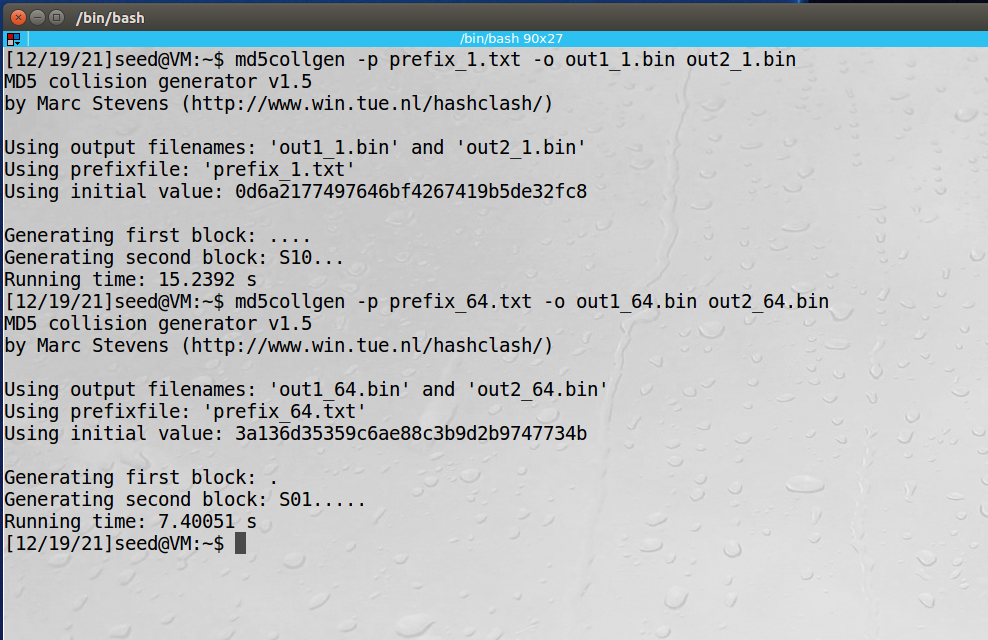 /bin/bash
/bin/bash 90x27
[12/19/21]seed@VM:~$ md5collgen -p prefix_1.txt -o out1_1.bin out2_1.bin
MD5 collision generator v1.5
by Marc Stevens (http://www.win.tue.nl/hashclash/)
Using output filenames: 'out1_1.bin' and 'out2_1.bin'
Using prefixfile: 'prefix_1.txt'
Using initial value: 0d6a2177497646bf4267419b5de32fc8
Generating first block: ....
Generating second block: S10...
Running time: 15.2392 s
[12/19/21]seed@VM:~$ md5collgen -p prefix_64.txt -o out1_64.bin out2_64.bin
MD5 collision generator v1.5
by Marc Stevens (http://www.win.tue.nl/hashclash/)
Using output filenames: 'out1_64.bin' and 'out2_64.bin'
Using prefixfile: 'prefix_64.txt'
Using initial value: 3a136d35359c6ae88c3b9d2b9747734b
Generating first block: .
Generating second block: S01.....
Running time: 7.40051 s
[12/19/21]seed@VM:~$